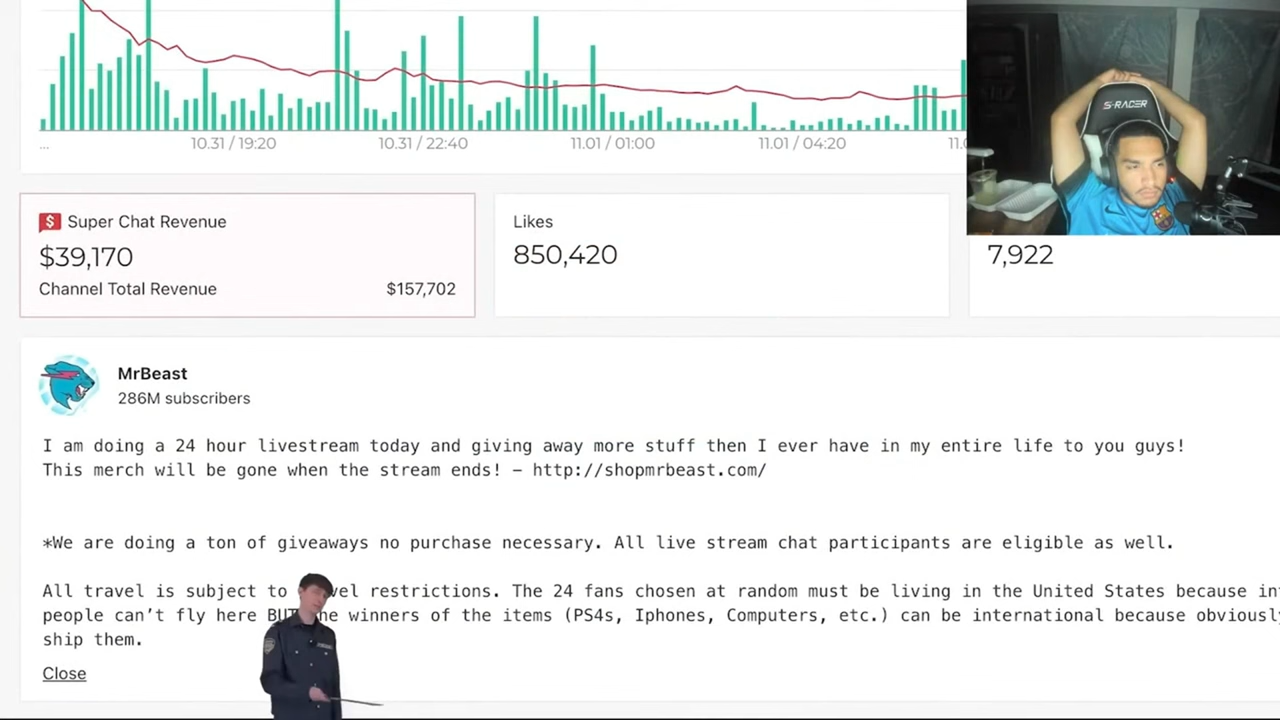 ...
10.31 / 19:20
10.31 / 22:40
11.01 / 01:00
11.01 / 04:20
11.0
S-RACER
$ Super Chat Revenue
$39,170
Channel Total Revenue
$157,702
Likes
850,420
7,922
MrBeast
286M subscribers
I am doing a 24 hour livestream today and giving away more stuff then I ever have in my entire life to you guys!
This merch will be gone when the stream ends! – http://shopmrbeast.com/
*We are doing a ton of giveaways no purchase necessary. All live stream chat participants are eligible as well.
All travel is subject to vel restrictions. The 24 fans chosen at random must be living in the United States because in
people can't fly here BUT he winners of the items (PS4s, Iphones, Computers, etc.) can be international because obviously
ship them.
Close